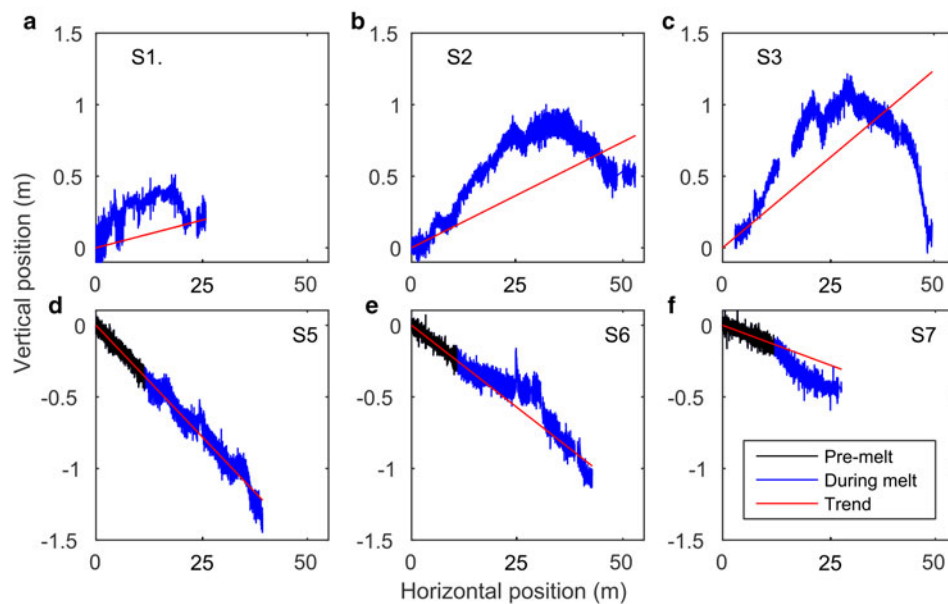 a b c
1.5 1.5 1.5
S1. S2 S3
1 1 1
0.5 0.5 0.5
0 0 0
0 25 50 0 25 50 0 25 50
d e f
0 0 0
S5 S6 S7
-0.5 -0.5 -0.5
-1 -1 -1
-1.5 -1.5 -1.5
0 25 50 0 25 50 0 25 50
Pre-melt
During melt
Trend
Vertical position (m)
Horizontal position (m)